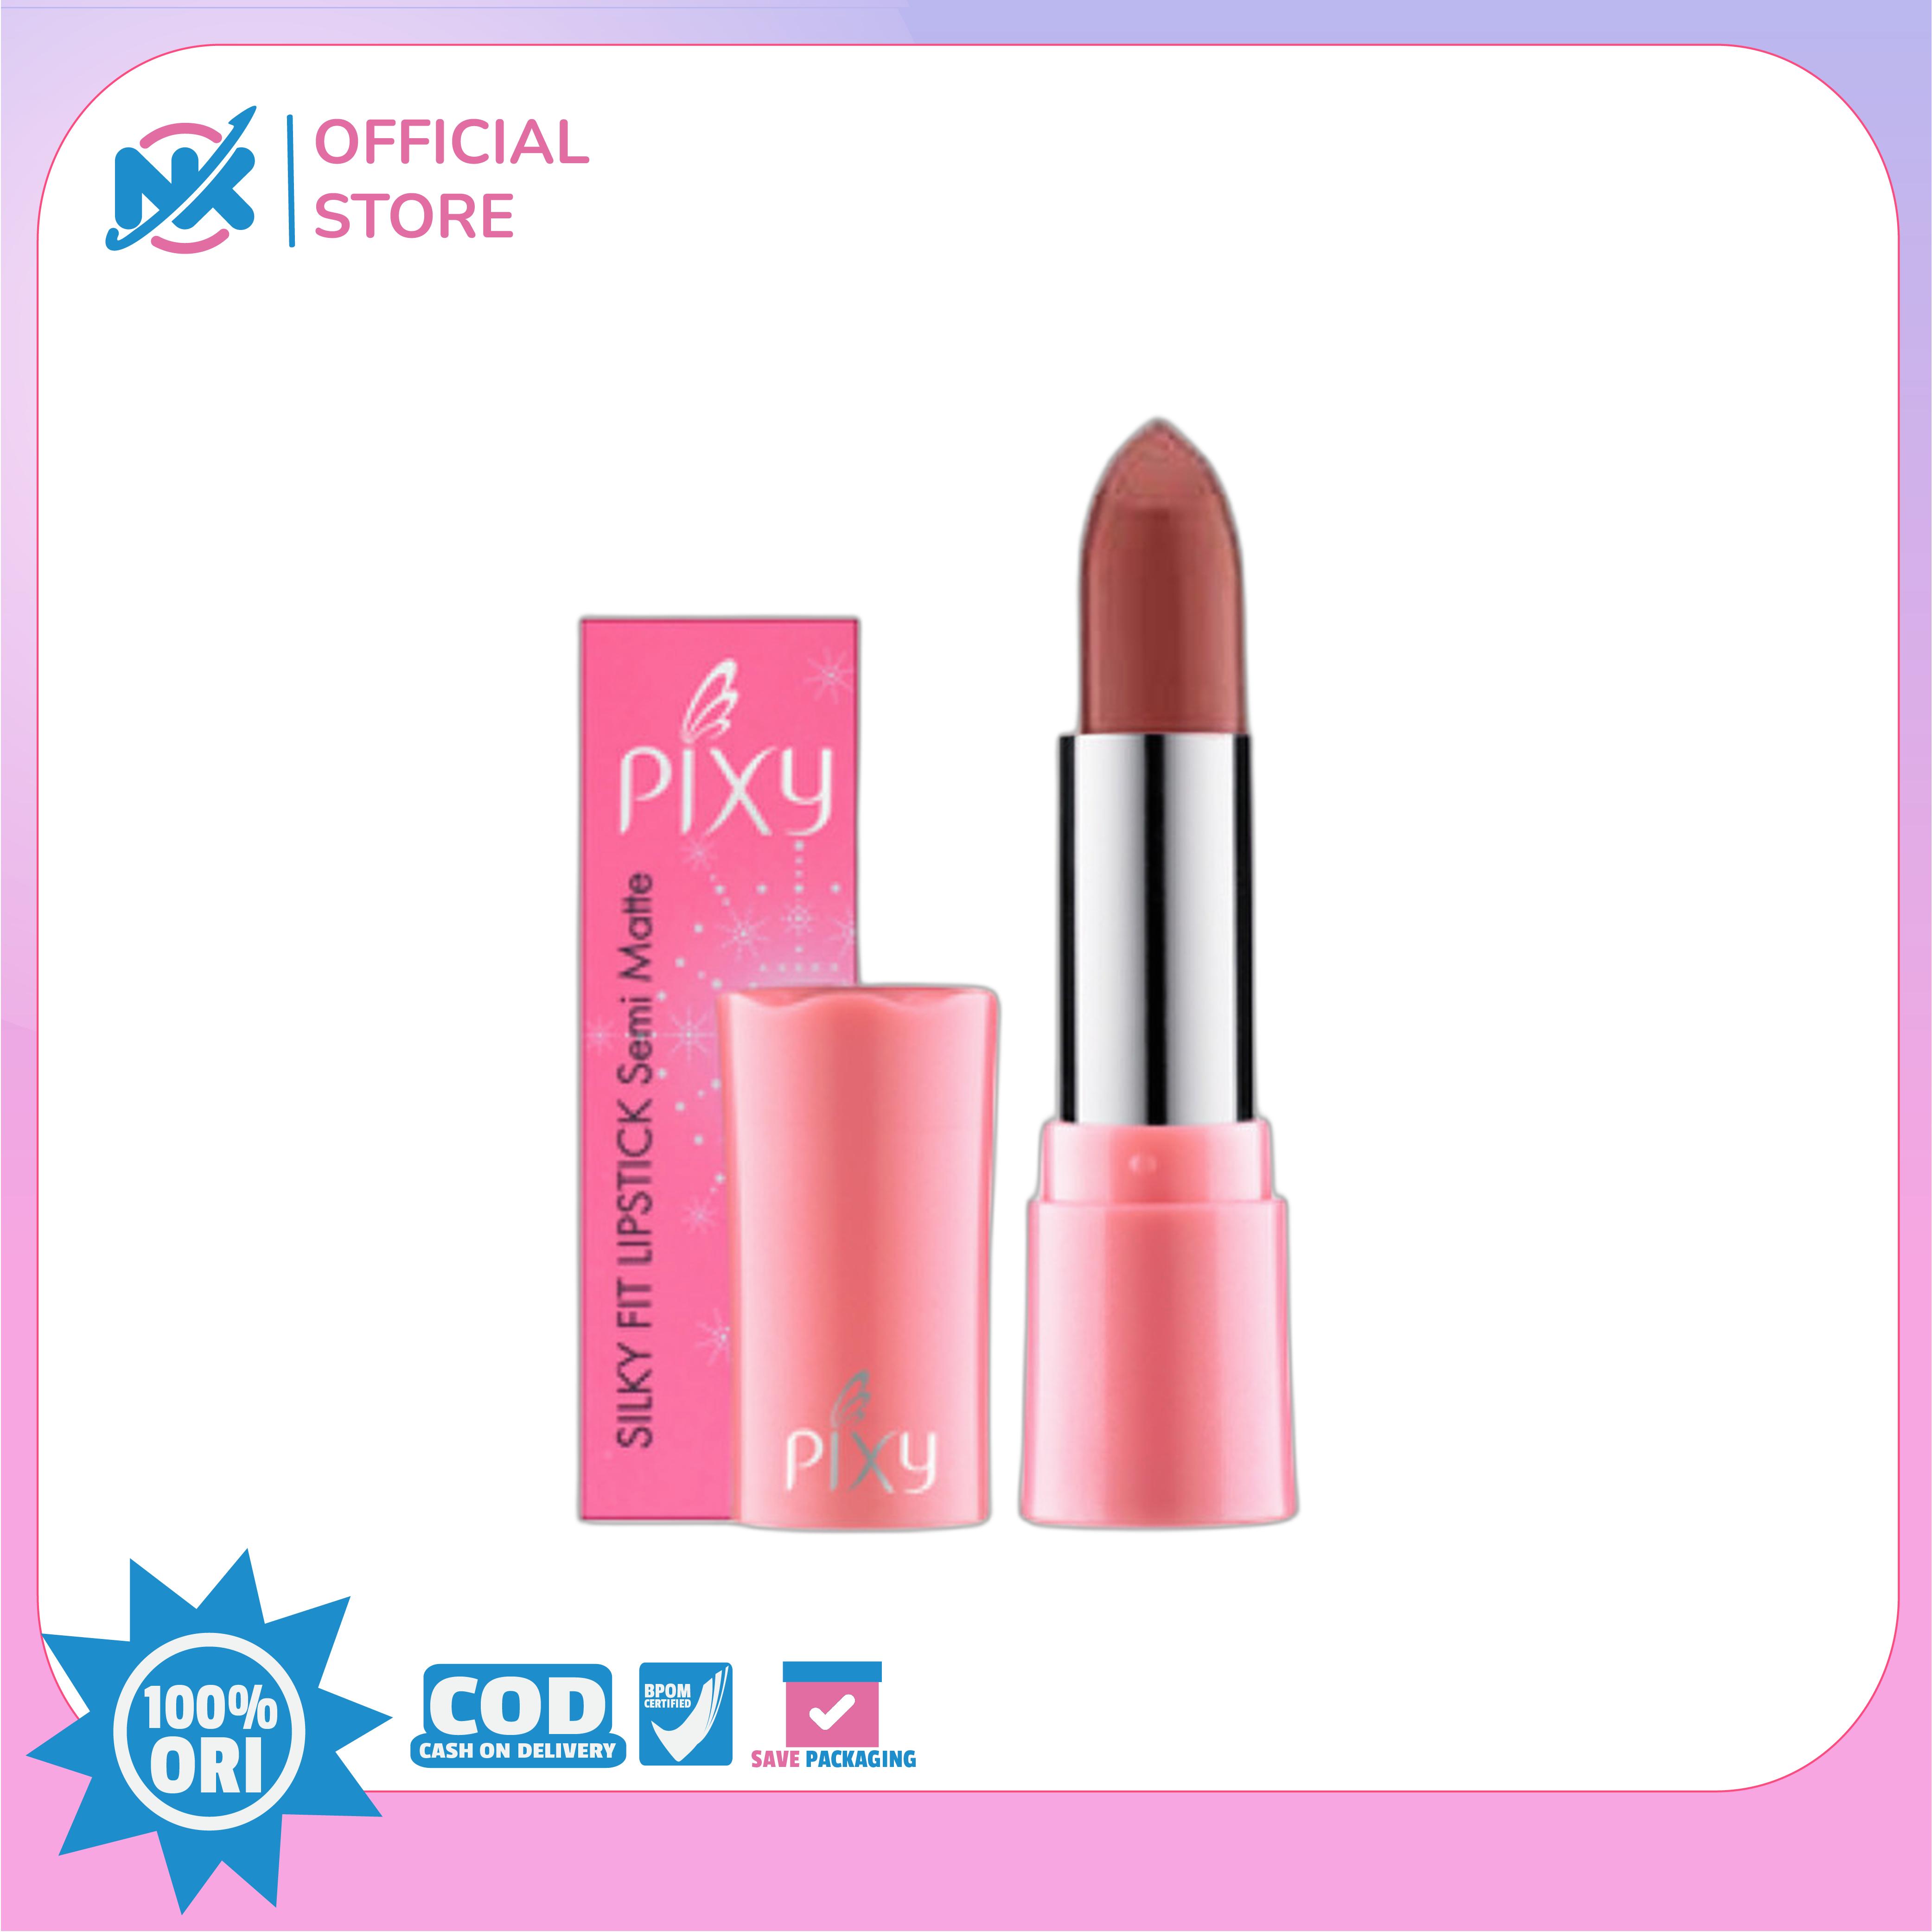 NK
OFFICIAL
STORE
PIXY
SILKY FIT LIPSTICK Semi Matte
PIXY
100%
ORI
COD
CASH ON DELIVERY
BPOM
CERTIFIED
SAVE PACKAGING